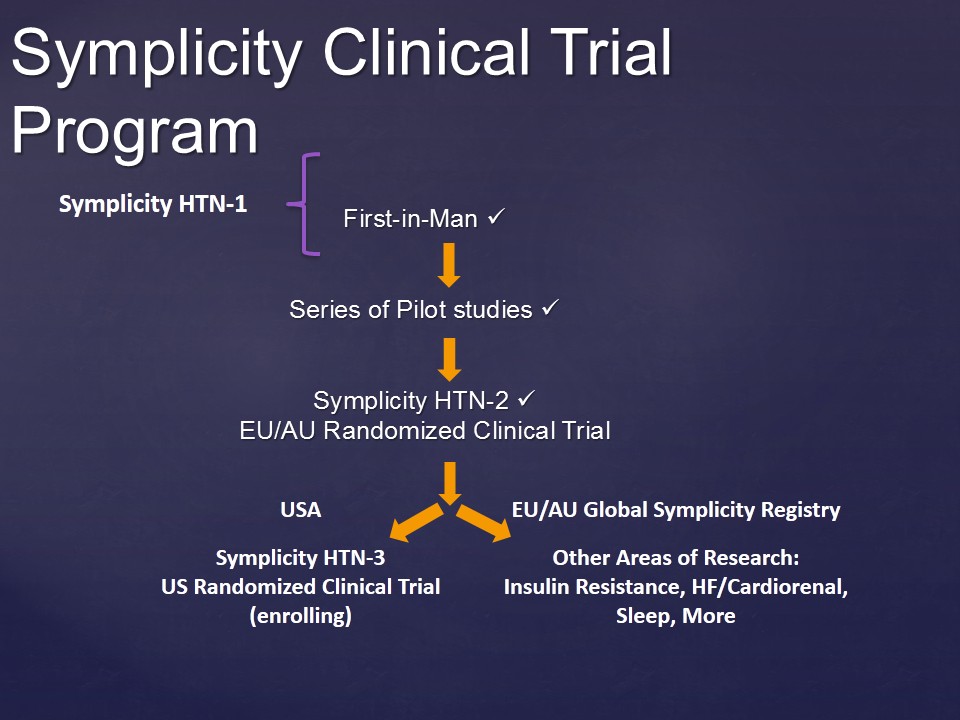 Symplicity Clinical Trial
Program
Symplicity HTN-1
First-in-Man ✓
Series of Pilot studies ✓
Symplicity HTN-2 ✓
EU/AU Randomized Clinical Trial
USA
EU/AU Global Symplicity Registry
Symplicity HTN-3
US Randomized Clinical Trial
(enrolling)
Other Areas of Research:
Insulin Resistance, HF/Cardiorenal,
Sleep, More